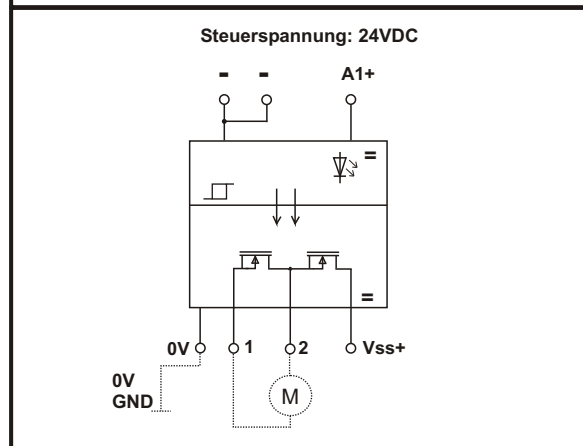 Steuerspannung: 24VDC
- - A1+
=
=
0V 1 2 Vss+
0V
GND
M